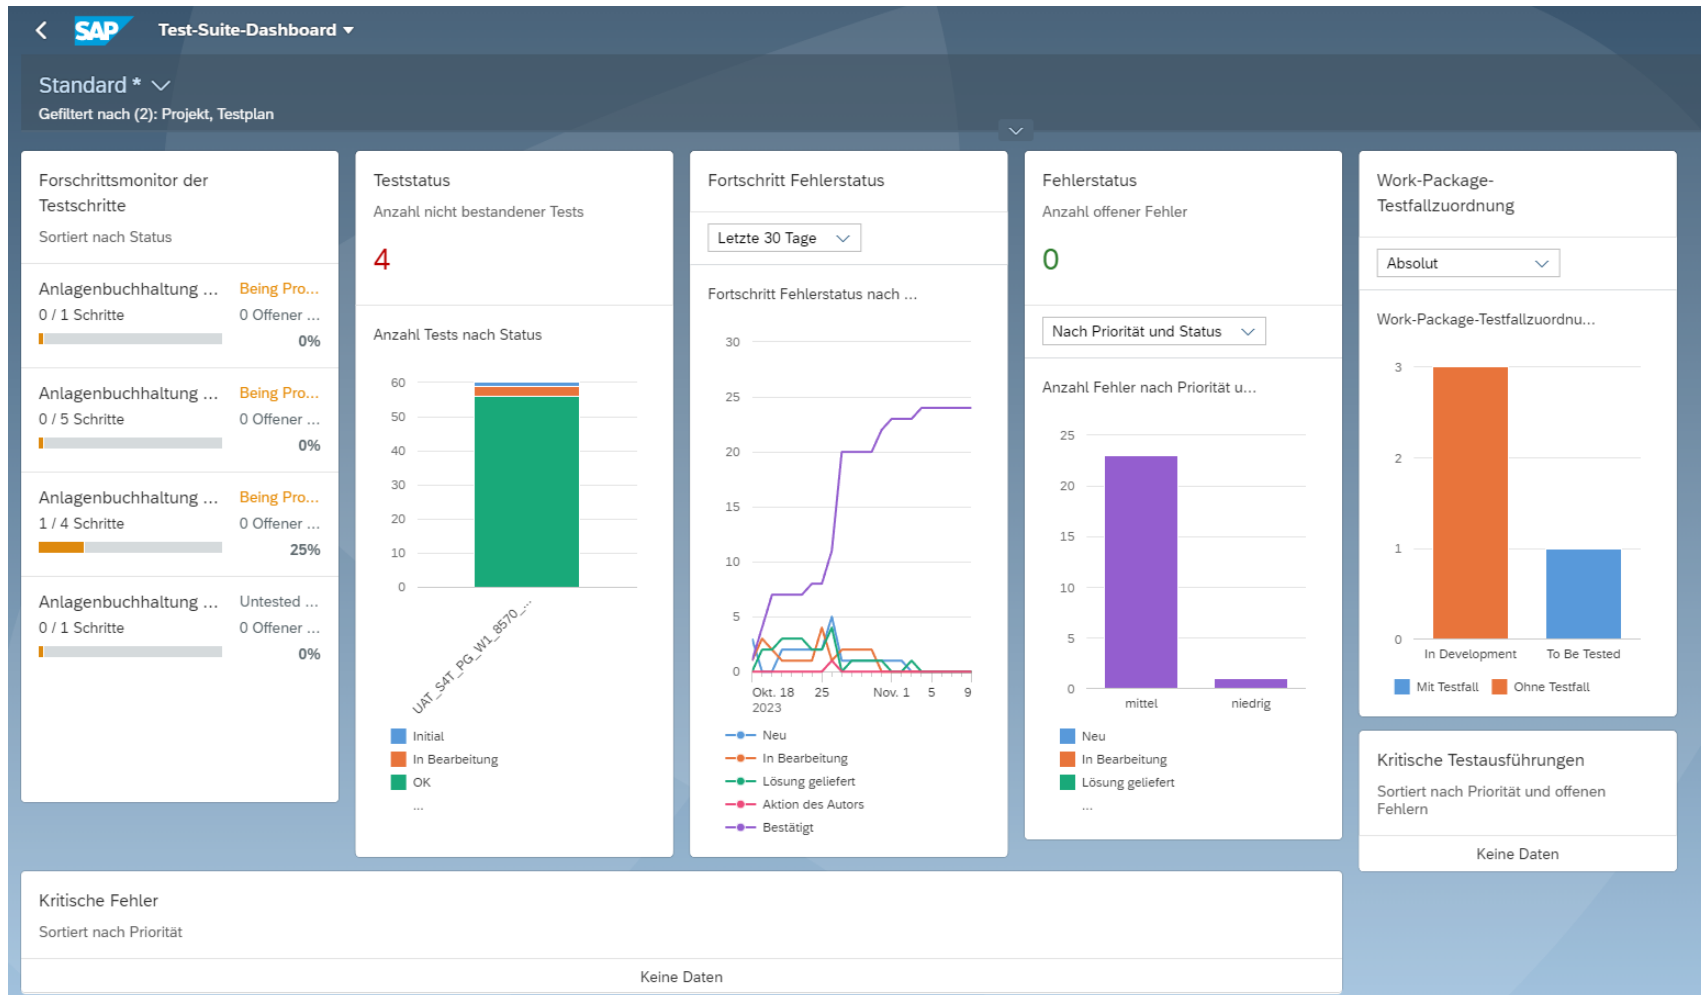 SAP
Test-Suite-Dashboard
Standard *
Gefiltert nach (2): Projekt, Testplan
Forschrittsmonitor der
Testschritte
Sortiert nach Status
Anlagenbuchhaltung ... Being Pro...
0 / 1 Schritte 0 Offener ...
0%
Anlagenbuchhaltung ... Being Pro...
0 / 5 Schritte 0 Offener ...
0%
Anlagenbuchhaltung ... Being Pro...
1 / 4 Schritte 0 Offener ...
25%
Anlagenbuchhaltung ... Untested ...
0 / 1 Schritte 0 Offener ...
0%
Teststatus
Anzahl nicht bestandener Tests
4
Anzahl Tests nach Status
60
50
40
30
20
10
0
UAT_S4T_PG_W1_8570_...
Initial
In Bearbeitung
OK
...
Fortschritt Fehlerstatus
Letzte 30 Tage
Fortschritt Fehlerstatus nach ...
30
25
20
15
10
5
0
Okt. 18 25 Nov. 1 5 9
2023
Neu
In Bearbeitung
Lösung geliefert
Aktion des Autors
Bestätigt
Fehlerstatus
Anzahl offener Fehler
0
Nach Priorität und Status
Anzahl Fehler nach Priorität u...
25
20
15
10
5
0
mittel niedrig
Neu
In Bearbeitung
Lösung geliefert
...
Work-Package-
Testfallzuordnung
Absolut
Work-Package-Testfallzuordnu...
3
2
1
0
In Development To Be Tested
Mit Testfall Ohne Testfall
Kritische Testausführungen
Sortiert nach Priorität und offenen
Fehlern
Keine Daten
Kritische Fehler
Sortiert nach Priorität
Keine Daten